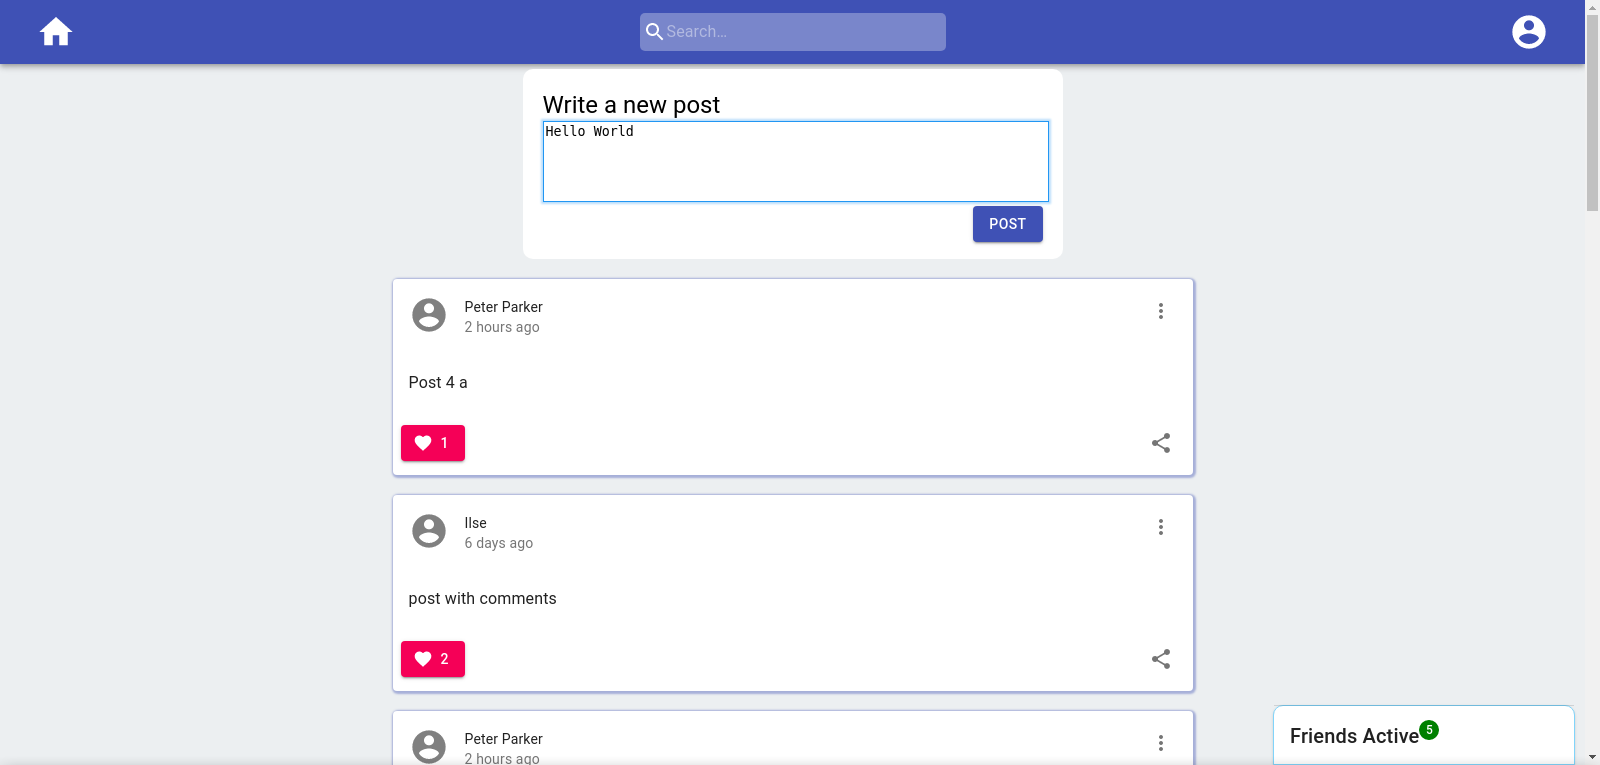 Search...
Write a new post
Hello World
POST
Peter Parker
2 hours ago
Post 4 a
1
Ilse
6 days ago
post with comments
2
Peter Parker
2 hours ago
Friends Active 5